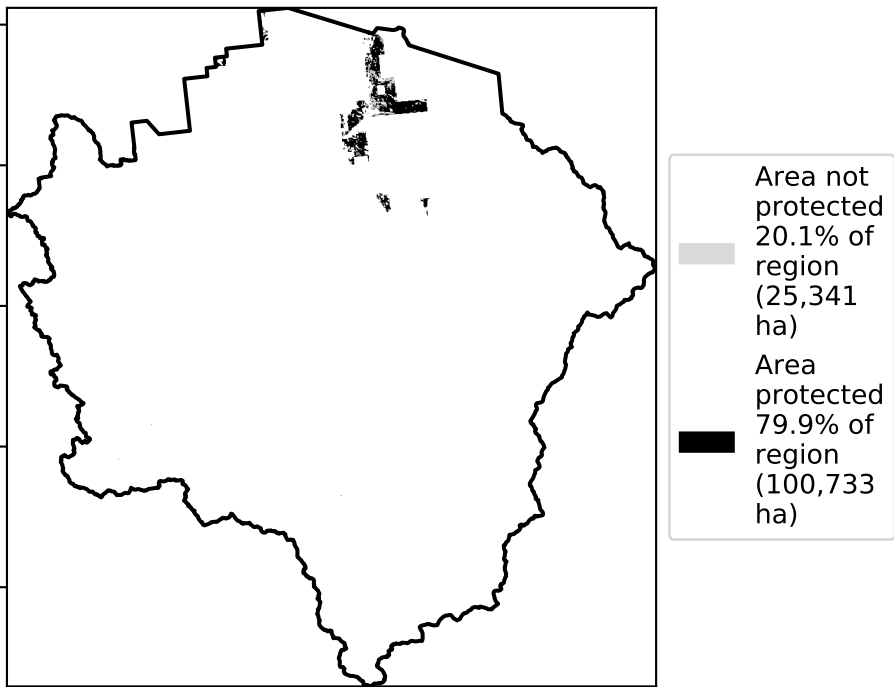 Area not
protected
20.1% of
region
(25,341
ha)
Area
protected
79.9% of
region
(100,733
ha)